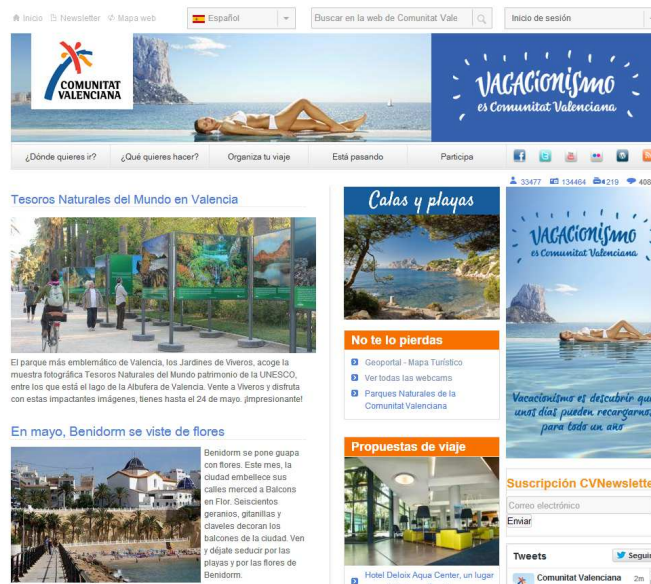 Inicio Newsletter Mapa web
Español
Buscar en la web de Comunitat Vale
Inicio de sesión
COMUNITAT
VALENCIANA
VACACIONISMO
es Comunitat Valenciana
¿Dónde quieres ir? ¿Qué quieres hacer? Organiza tu viaje Está pasando Participa
33477 134464 4219 408
Tesoros Naturales del Mundo en Valencia
El parque más emblemático de Valencia, los Jardines de Viveros, acoge la
muestra fotográfica Tesoros Naturales del Mundo patrimonio de la UNESCO,
entre los que está el lago de la Albufera de Valencia. Vente a Viveros y disfruta
con estas impactantes imágenes, tienes hasta el 24 de mayo. ¡Impresionante!
En mayo, Benidorm se viste de flores
Benidorm se pone guapa
con flores. Este mes, la
ciudad embellece sus
calles merced a Balcons
en Flor. Seiscientos
geranios, gitanillas y
claveles decoran los
balcones de la ciudad. Ven
y déjate seducir por las
playas y por las flores de
Benidorm.
Calas y playas
No te lo pierdas
Geoportal - Mapa Turístico
Ver todas las webcams
Parques Naturales de la
Comunitat Valenciana
Propuestas de viaje
Hotel Deloix Aqua Center, un lugar
VACACIONISMO
es Comunitat Valenciana
Vacacionismo es descubrir que
unos días pueden recargarnos
para todo un año
Suscripción CVNewslette
Correo electrónico
Enviar
Tweets
Seguir
Comunitat Valenciana 2m